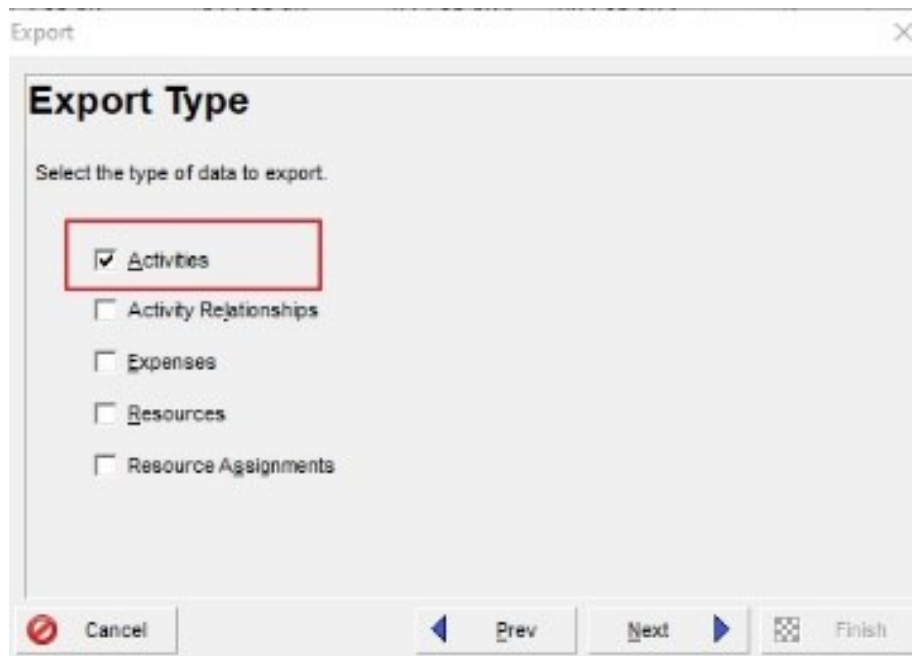 Export
Export Type
Select the type of data to export.
Activities
Activity Relationships
Expenses
Resources
Resource Assignments
Cancel
Prev
Next
Finish